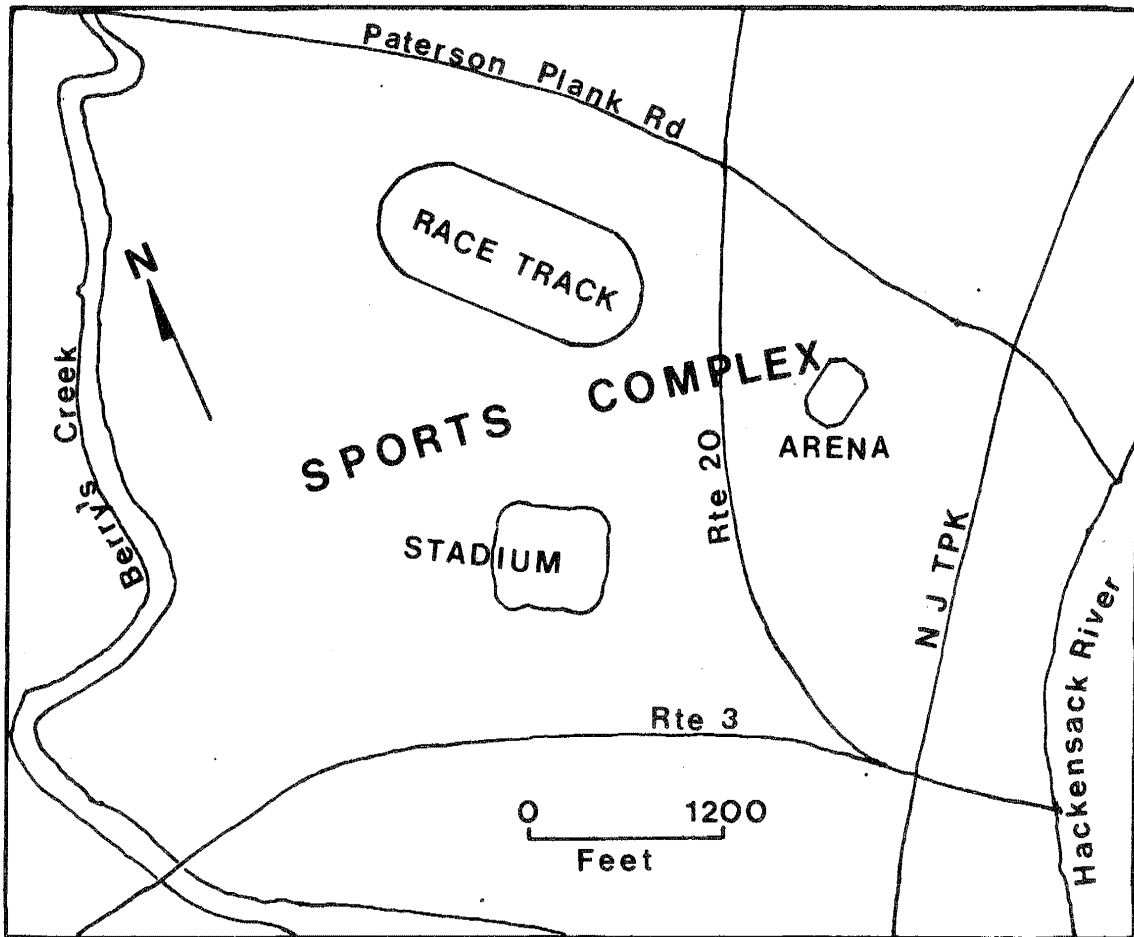 Paterson Plank Rd
RACE TRACK
N
Berry's Creek
SPORTS COMPLEX
ARENA
Rte 20
STADIUM
N J TPK
Hackensack River
Rte 3
0 1200
Feet